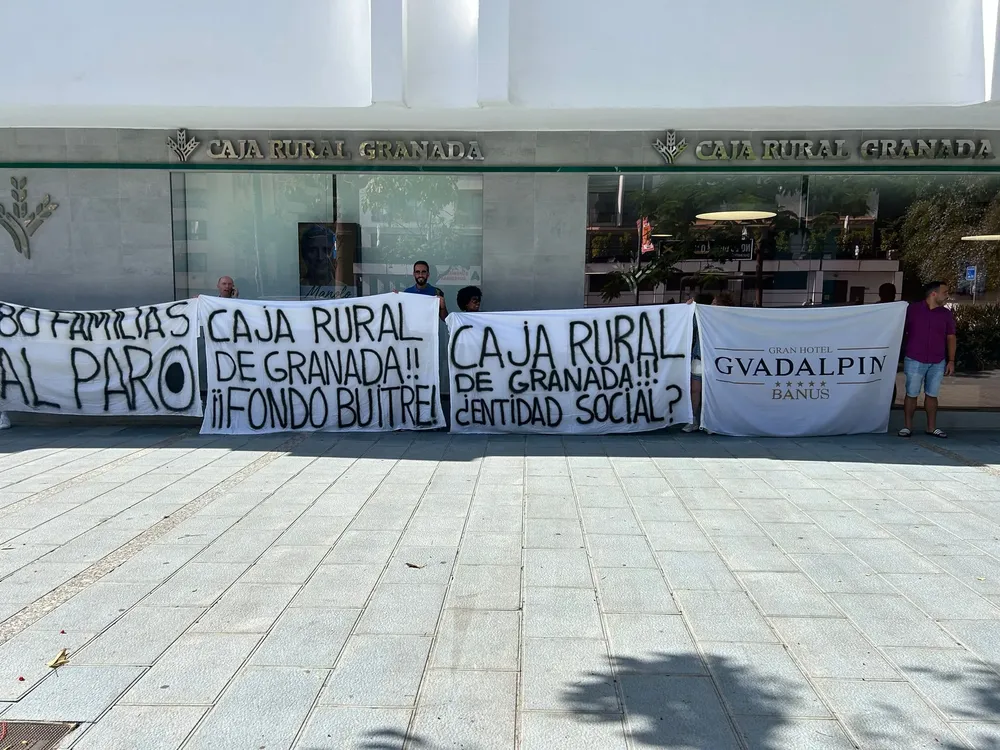 CAJA RURAL GRANADA
CAJA RURAL GRANADA
80 FAMILIAS
AL PARO
CAJA RURAL
DE GRANADA!!
¡¡FONDO BUITRE!
CAJA RURAL
DE GRANADA!!!
¿ENTIDAD SOCIAL?
GRAN HOTEL
GVADALPIN
BANUS